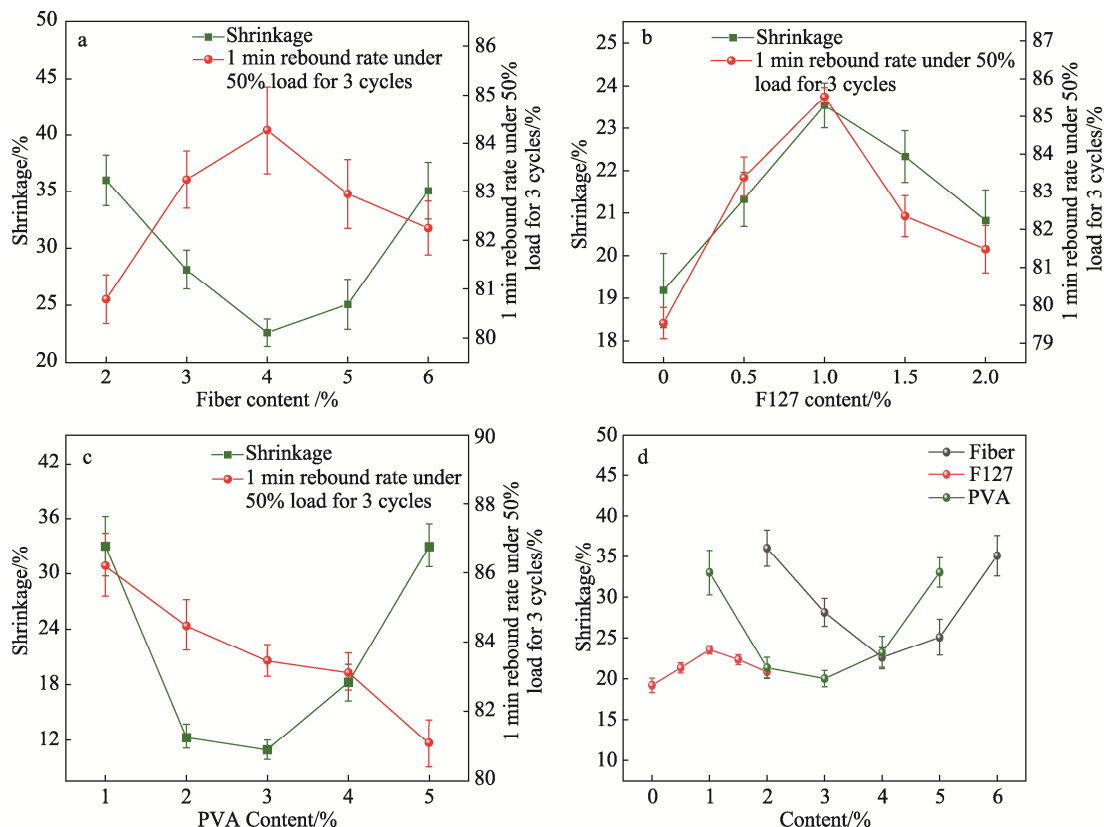 a
Shrinkage
1 min rebound rate under
50% load for 3 cycles
50
45
40
35
30
25
20
Shrinkage/%
86
85
84
83
82
81
80
1 min rebound rate under 50%
load for 3 cycles/%
2 3 4 5 6
Fiber content /%
b
Shrinkage
1 min rebound rate under 50%
load for 3 cycles
25
24
23
22
21
20
19
18
Shrinkage/%
87
86
85
84
83
82
81
80
79
1 min rebound rate under 50%
load for 3 cycles/%
0 0.5 1.0 1.5 2.0
F127 content/%
c
Shrinkage
1 min rebound rate under
50% load for 3 cycles
42
36
30
24
18
12
Shrinkage/%
90
88
86
84
82
80
1 min rebound rate under 50%
load for 3 cycles/%
1 2 3 4 5
PVA Content/%
d
Fiber
F127
PVA
50
45
40
35
30
25
20
15
10
Shrinkage/%
0 1 2 3 4 5 6
Content/%